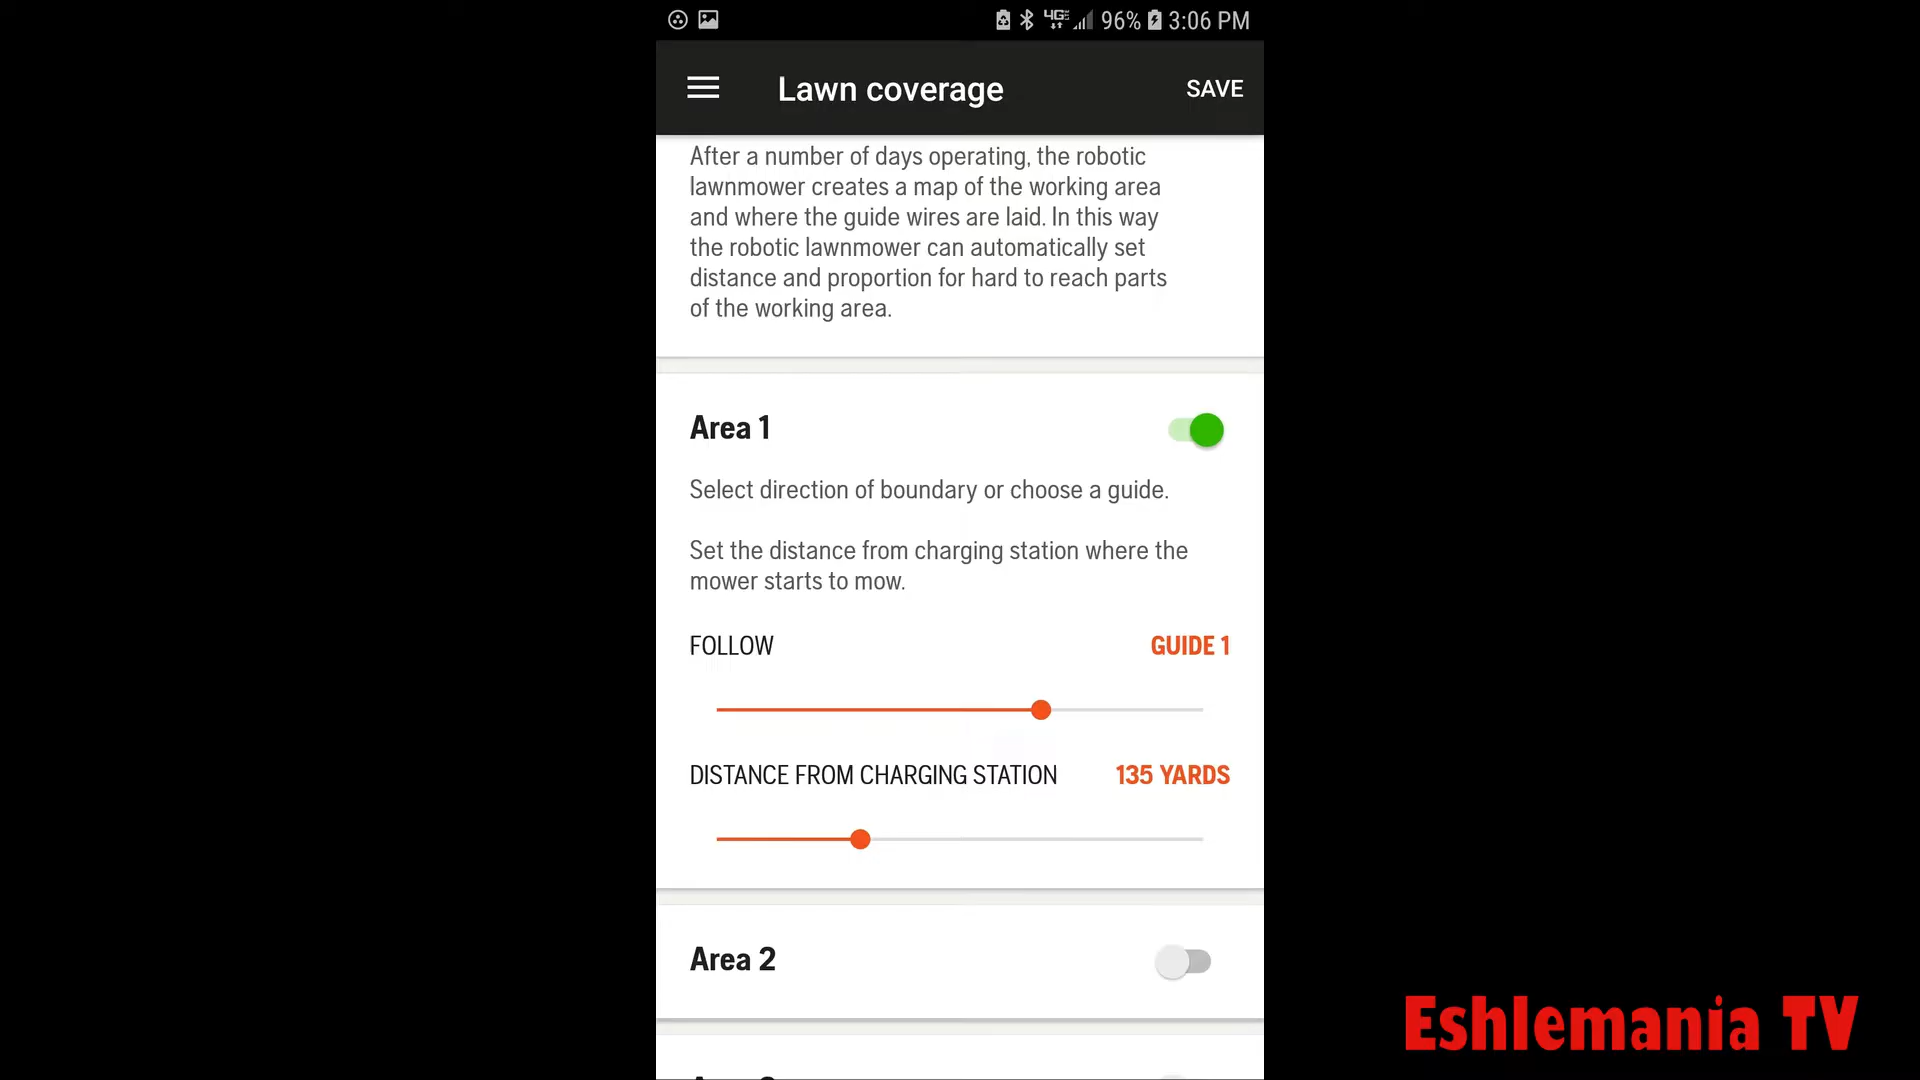 4G 96% 3:06 PM
Lawn coverage SAVE
After a number of days operating, the robotic
lawnmower creates a map of the working area
and where the guide wires are laid. In this way
the robotic lawnmower can automatically set
distance and proportion for hard to reach parts
of the working area.
Area 1
Select direction of boundary or choose a guide.
Set the distance from charging station where the
mower starts to mow.
FOLLOW GUIDE 1
DISTANCE FROM CHARGING STATION 135 YARDS
Area 2
Eshlemania TV